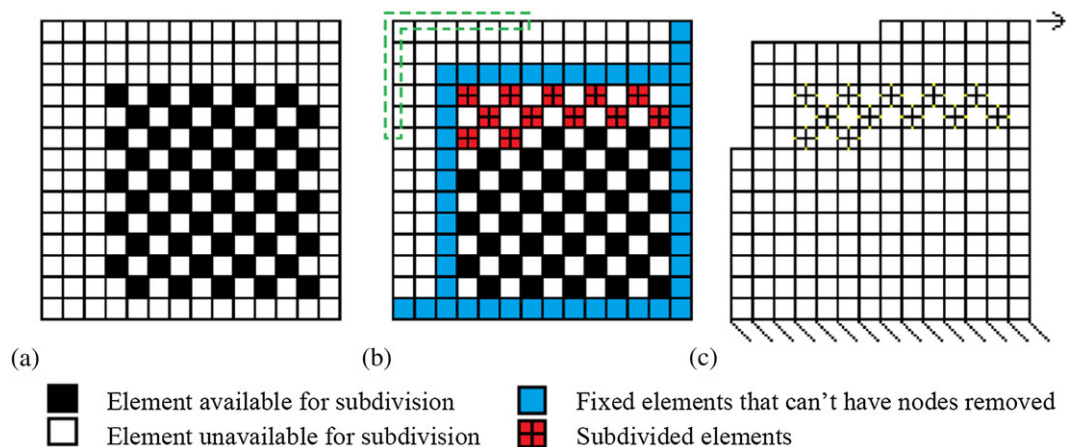 (a)
(b)
(c)
Element available for subdivision
Fixed elements that can't have nodes removed
Element unavailable for subdivision
Subdivided elements